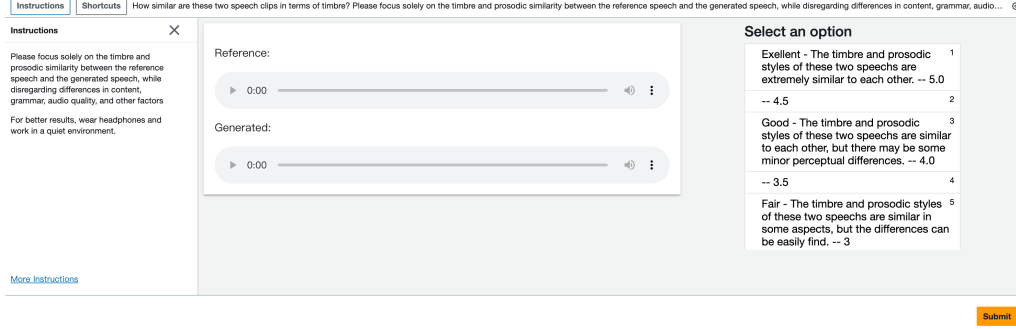 Instructions Shortcuts How similar are these two speech clips in terms of timbre? Please focus solely on the timbre and prosodic similarity between the reference speech and the generated speech, while disregarding differences in content, grammar, audio...
Instructions
Please focus solely on the timbre and
prosodic similarity between the reference
speech and the generated speech, while
disregarding differences in content,
grammar, audio quality, and other factors
For better results, wear headphones and
work in a quiet environment.
More Instructions
Reference:
0:00
Generated:
0:00
Select an option
Exellent - The timbre and prosodic 1
styles of these two speechs are
extremely similar to each other. -- 5.0
-- 4.5 2
Good - The timbre and prosodic 3
styles of these two speechs are similar
to each other, but there may be some
minor perceptual differences. -- 4.0
-- 3.5 4
Fair - The timbre and prosodic styles 5
of these two speechs are similar in
some aspects, but the differences can
be easily find. -- 3
Submit